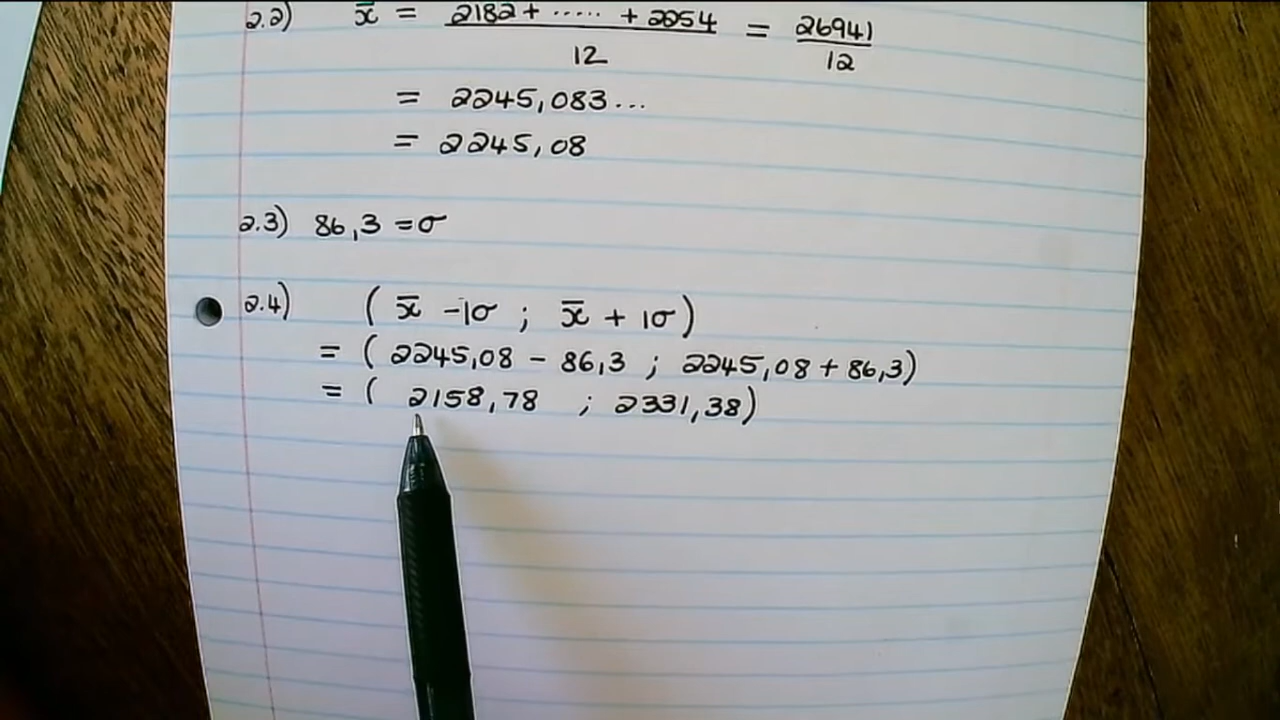 2.2) x̄ = 2182 + ..... + 2254 / 12 = 26941 / 12
= 2245,083...
= 2245,08
2.3) 86,3 = σ
2.4) ( x̄ - 1σ ; x̄ + 1σ )
= ( 2245,08 - 86,3 ; 2245,08 + 86,3)
= ( 2158,78 ; 2331,38)